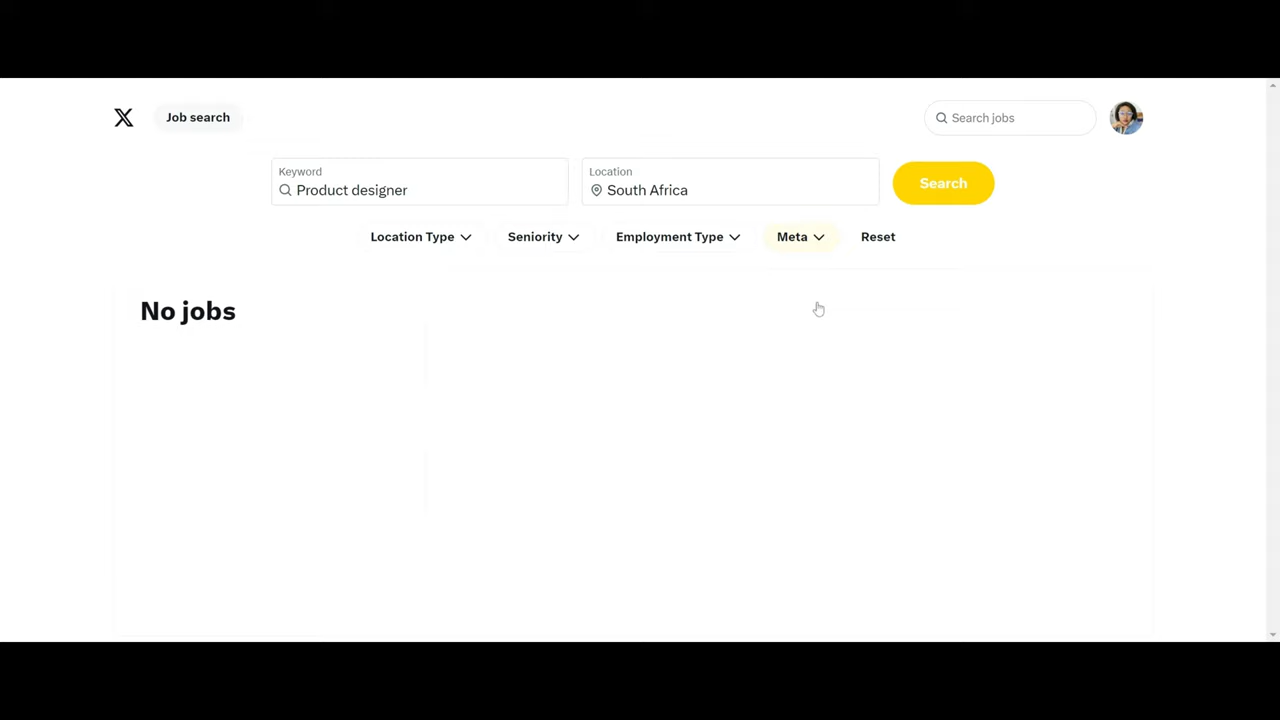 Job search
Search jobs
Keyword
Product designer
Location
South Africa
Search
Location Type
Seniority
Employment Type
Meta
Reset
No jobs